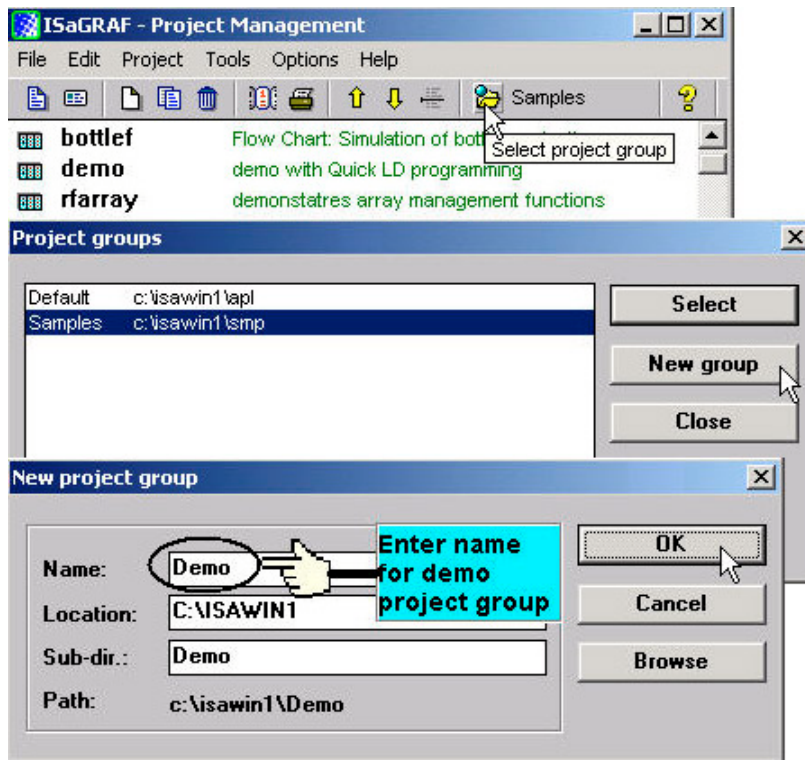 ISaGRAF - Project Management
File Edit Project Tools Options Help
Samples
bottlef Flow Chart: Simulation of bott
Select project group
demo demo with Quick LD programming
rfarray demonstatres array management functions
Project groups
Default c:\isawin1\apl
Samples c:\isawin1\smp
Select
New group
Close
New project group
Name: Demo
Enter name
for demo
project group
OK
Location: C:\ISAWIN1
Cancel
Sub-dir.: Demo
Browse
Path: c:\isawin1\Demo